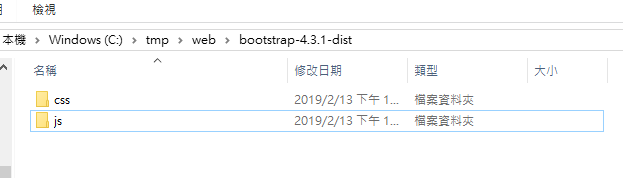 檢視
本機 > Windows (C:) > tmp > web > bootstrap-4.3.1-dist
名稱 修改日期 類型 大小
css 2019/2/13 下午 1... 檔案資料夾
js 2019/2/13 下午 1... 檔案資料夾